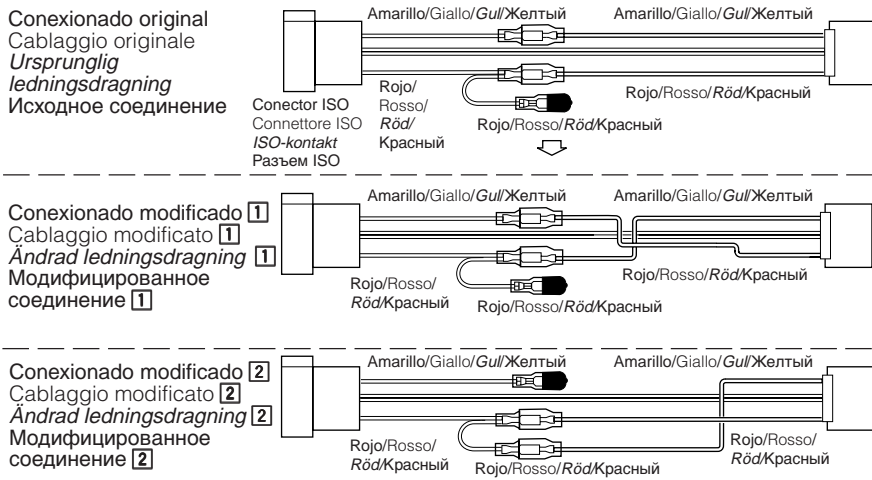 Conexionado original
Cablaggio originale
Ursprunglig
ledningsdragning
Исходное соединение
Amarillo/Giallo/Gul/Желтый
Amarillo/Giallo/Gul/Желтый
Conector ISO
Connettore ISO
ISO-kontakt
Разъем ISO
Rojo/
Rosso/
Röd/
Красный
Rojo/Rosso/Röd/Красный
Rojo/Rosso/Röd/Красный
Conexionado modificado 1
Cablaggio modificato 1
Ändrad ledningsdragning 1
Модифицированное
соединение 1
Amarillo/Giallo/Gul/Желтый
Amarillo/Giallo/Gul/Желтый
Rojo/Rosso/
Röd/Красный
Rojo/Rosso/Röd/Красный
Rojo/Rosso/Röd/Красный
Conexionado modificado 2
Cablaggio modificato 2
Ändrad ledningsdragning 2
Модифицированное
соединение 2
Amarillo/Giallo/Gul/Желтый
Amarillo/Giallo/Gul/Желтый
Rojo/Rosso/
Röd/Красный
Rojo/Rosso/Röd/Красный
Rojo/Rosso/
Röd/Красный